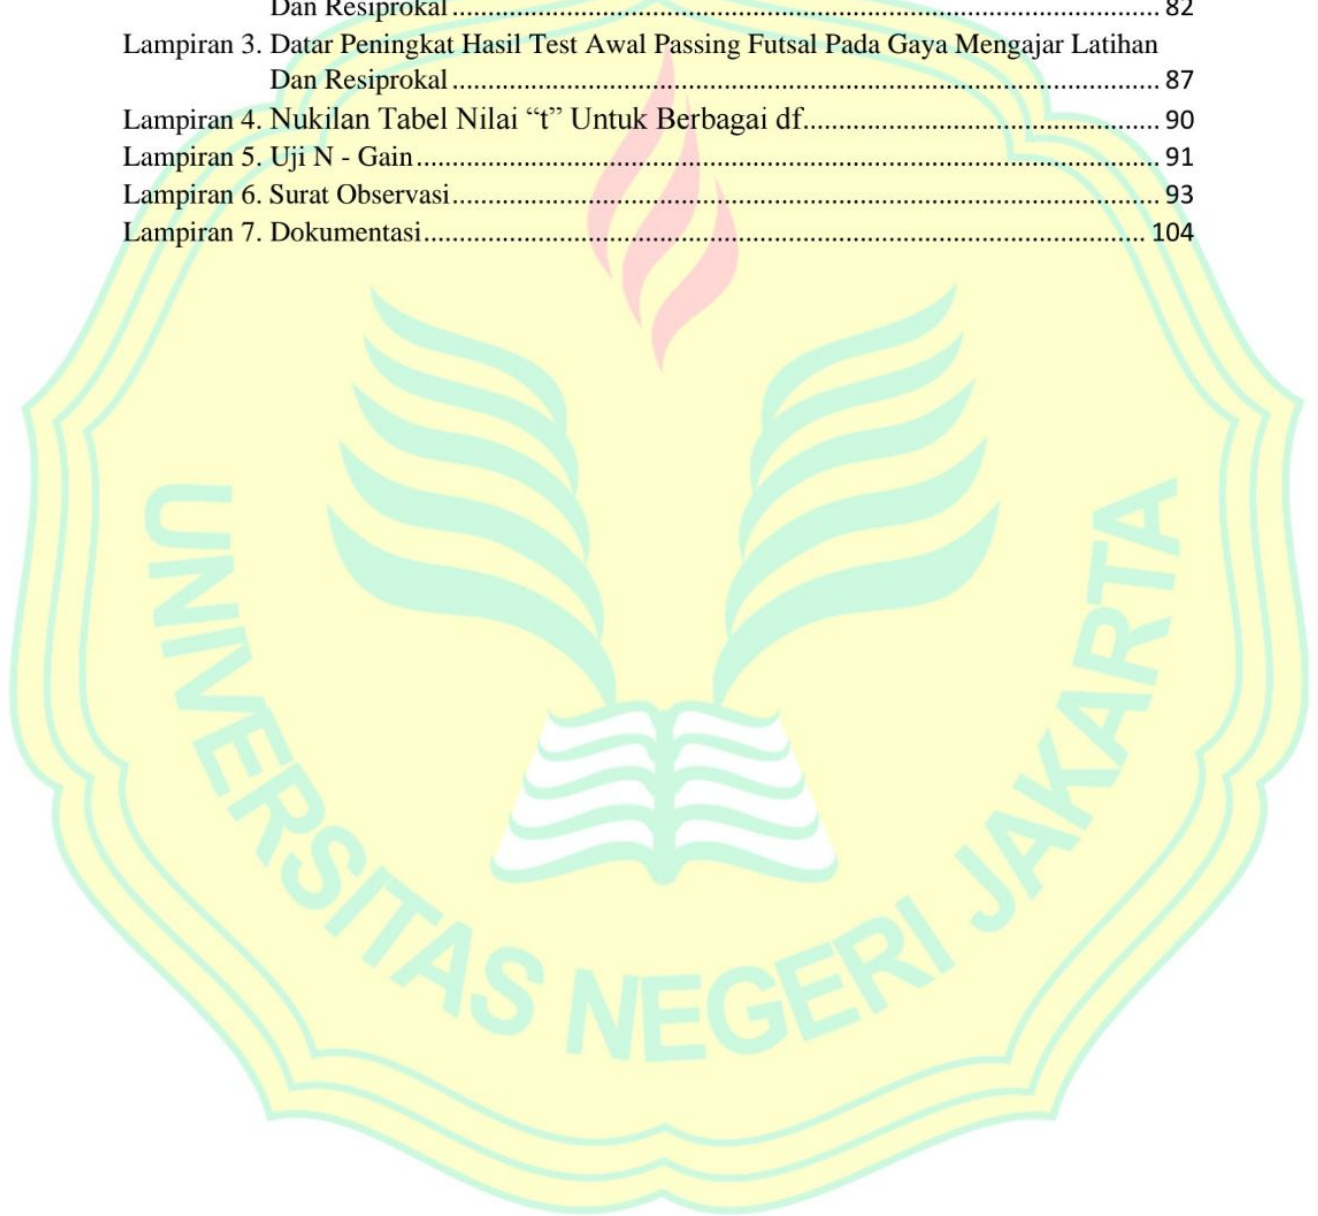 Dan Resiprokal........................................................................................................ 82
Lampiran 3. Datar Peningkat Hasil Test Awal Passing Futsal Pada Gaya Mengajar Latihan
Dan Resiprokal........................................................................................................ 87
Lampiran 4. Nukilan Tabel Nilai “t” Untuk Berbagai df.................................................... 90
Lampiran 5. Uji N - Gain............................................................................................................. 91
Lampiran 6. Surat Observasi........................................................................................................ 93
Lampiran 7. Dokumentasi.......................................................................................................... 104
UNIVERSITAS NEGERI JAKARTA